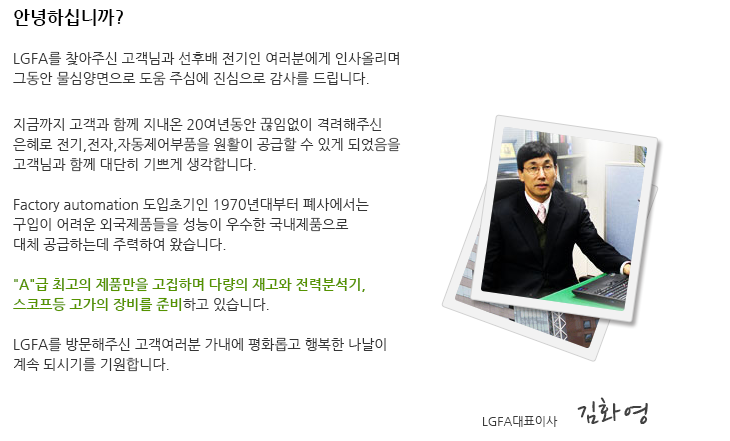 안녕하십니까?
LGFA를 찾아주신 고객님과 선후배 전기인 여러분에게 인사올리며
그동안 물심양면으로 도움 주심에 진심으로 감사를 드립니다.
지금까지 고객과 함께 지내온 20여년동안 끊임없이 격려해주신
은혜로 전기,전자,자동제어부품을 원활이 공급할 수 있게 되었음을
고객님과 함께 대단히 기쁘게 생각합니다.
Factory automation 도입초기인 1970년대부터 폐사에서는
구입이 어려운 외국제품들을 성능이 우수한 국내제품으로
대체 공급하는데 주력하여 왔습니다.
"A"급 최고의 제품만을 고집하며 다량의 재고와 전력분석기,
스코프등 고가의 장비를 준비하고 있습니다.
LGFA를 방문해주신 고객여러분 가내에 평화롭고 행복한 나날이
계속 되시기를 기원합니다.
LGFA대표이사 김화영